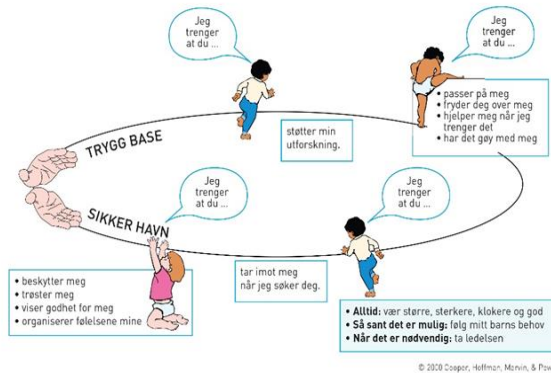 Jeg
trenger
at du ...
Jeg
trenger
at du ...
• passer på meg
• fryder deg over meg
• hjelper meg når jeg
trenger det
• har det gøy med meg
støtter min
utforskning.
TRYGG BASE
SIKKER HAVN
Jeg
trenger
at du ...
Jeg
trenger
at du ...
• beskytter meg
• trøster meg
• viser godhet for meg
• organiserer følelsene mine
tar imot meg
når jeg søker deg.
• Alltid: vær større, sterkere, klokere og god
• Så sant det er mulig: følg mitt barns behov
• Når det er nødvendig: ta ledelsen
© 2000 Cooper, Hoffman, Marvin, & Pow